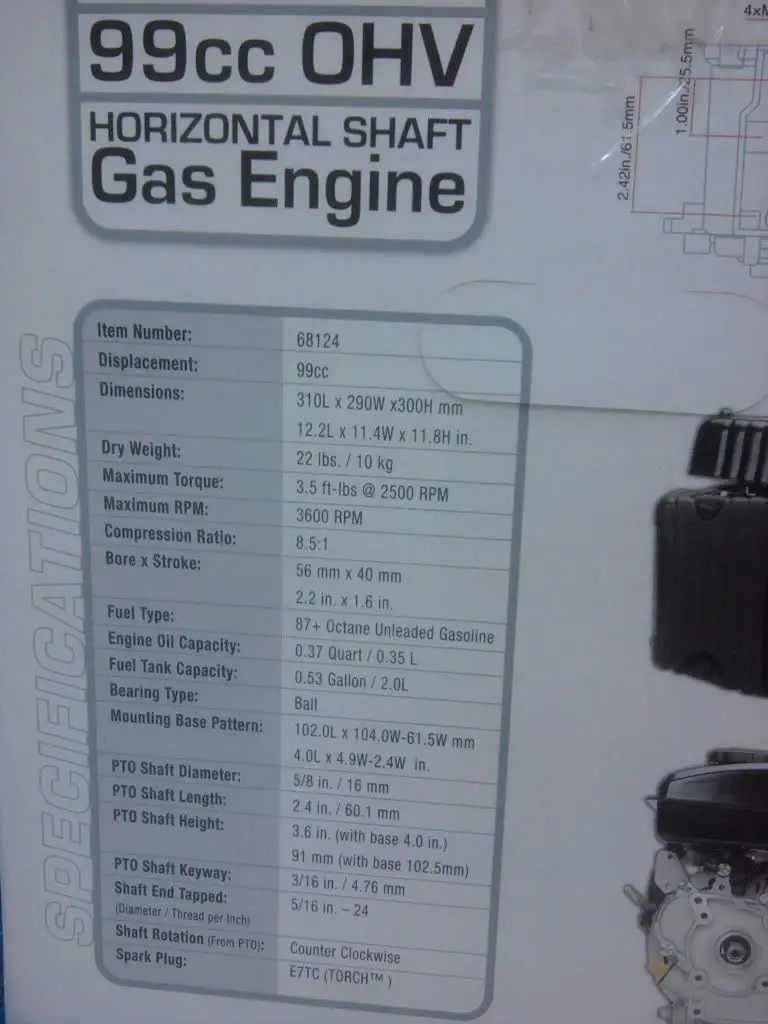 99cc OHV
HORIZONTAL SHAFT
Gas Engine
2.42in./61.5mm
1.00in./25.5mm
SPECIFICATIONS
Item Number: 68124
Displacement: 99cc
Dimensions: 310L x 290W x300H mm
12.2L x 11.4W x 11.8H in.
Dry Weight: 22 lbs. / 10 kg
Maximum Torque: 3.5 ft-lbs @ 2500 RPM
Maximum RPM: 3600 RPM
Compression Ratio: 8.5:1
Bore x Stroke: 56 mm x 40 mm
2.2 in. x 1.6 in.
Fuel Type: 87+ Octane Unleaded Gasoline
Engine Oil Capacity: 0.37 Quart / 0.35 L
Fuel Tank Capacity: 0.53 Gallon / 2.0L
Bearing Type: Ball
Mounting Base Pattern: 102.0L x 104.0W-61.5W mm
4.0L x 4.9W-2.4W in.
PTO Shaft Diameter: 5/8 in. / 16 mm
PTO Shaft Length: 2.4 in. / 60.1 mm
PTO Shaft Height: 3.6 in. (with base 4.0 in.)
91 mm (with base 102.5mm)
PTO Shaft Keyway: 3/16 in. / 4.76 mm
Shaft End Tapped: 5/16 in. – 24
(Diameter / Thread per Inch)
Shaft Rotation (From PTO): Counter Clockwise
Spark Plug: E7TC (TORCH™ )